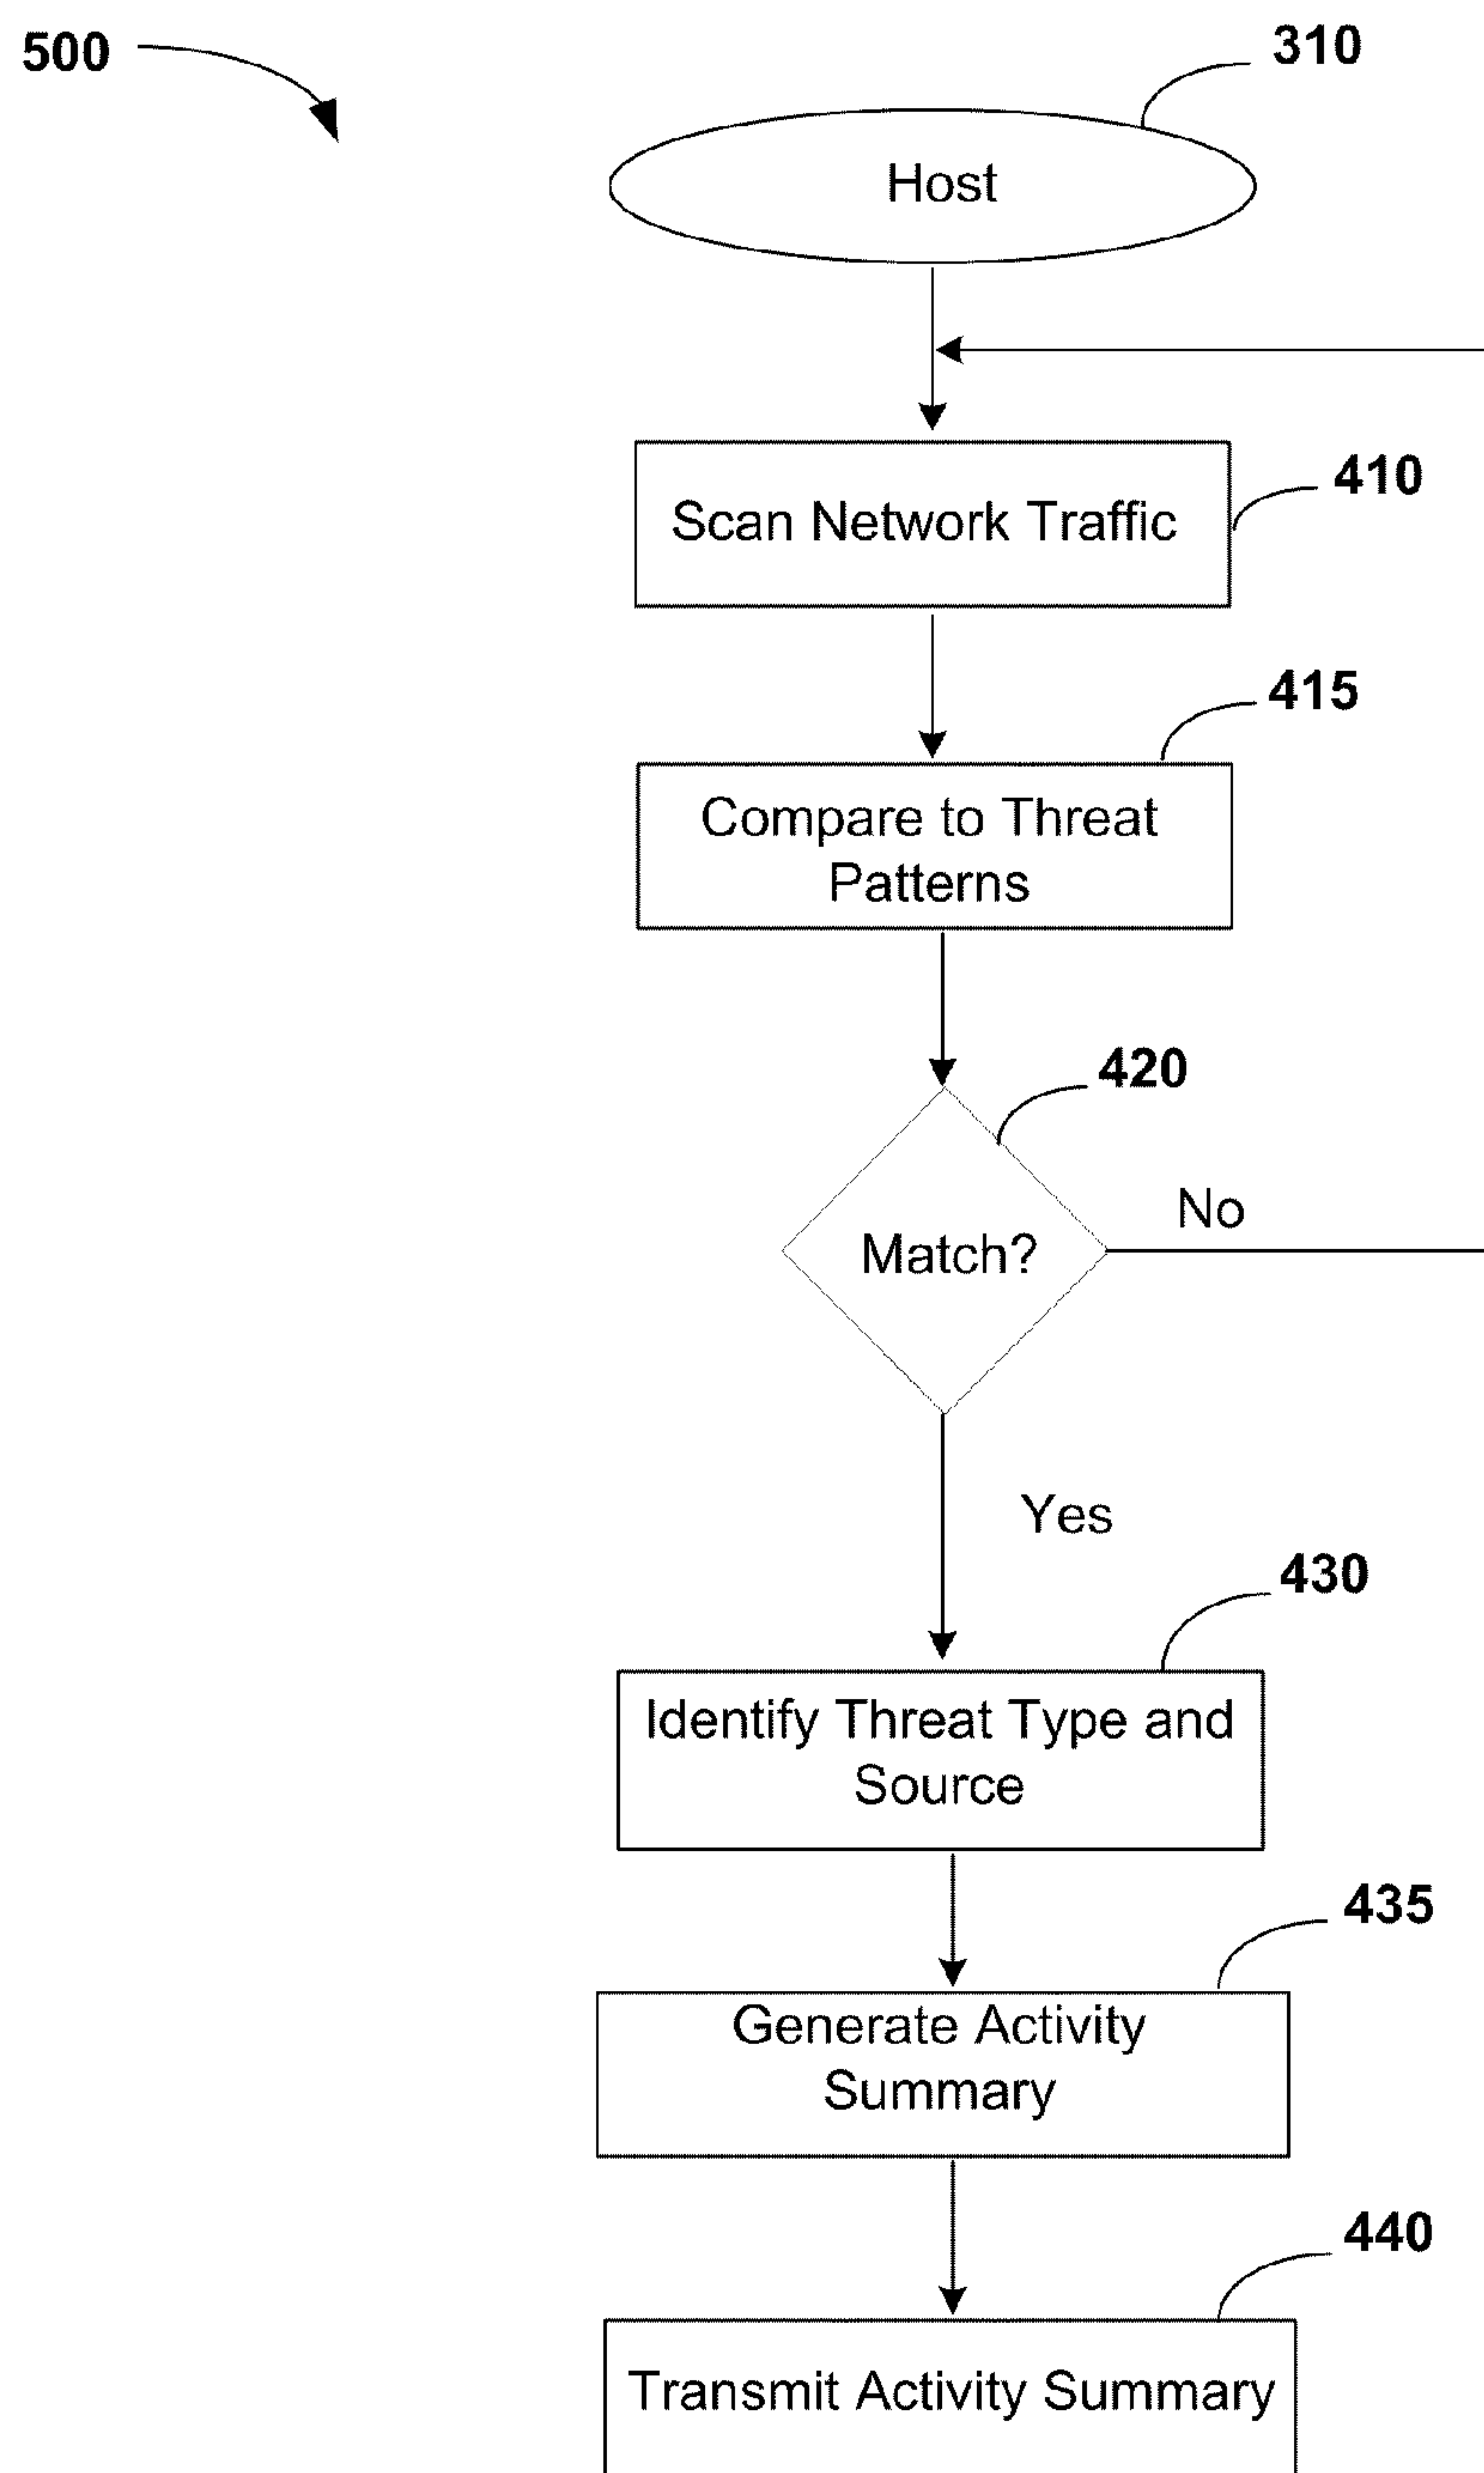 500
310
Host
410
Scan Network Traffic
415
Compare to Threat
Patterns
420
No
Match?
Yes
430
Identify Threat Type and
Source
435
Generate Activity
Summary
440
Transmit Activity Summary